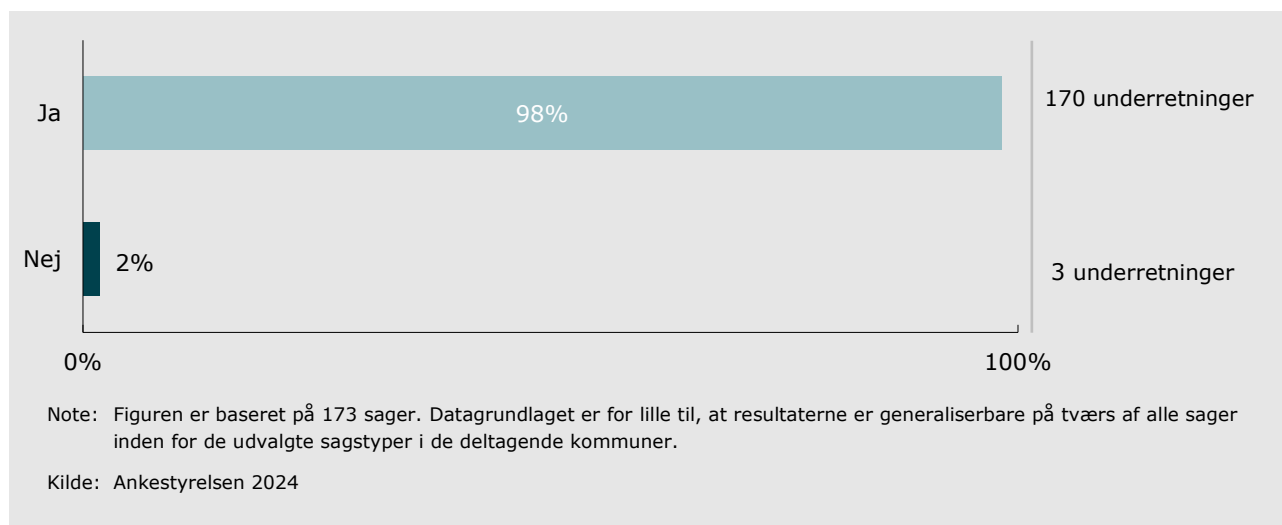 Ja
98%
170 underretninger
Nej
2%
3 underretninger
0%
100%
Note: Figuren er baseret på 173 sager. Datagrundlaget er for lille til, at resultaterne er generaliserbare på tværs af alle sager
inden for de udvalgte sagstyper i de deltagende kommuner.
Kilde: Ankestyrelsen 2024